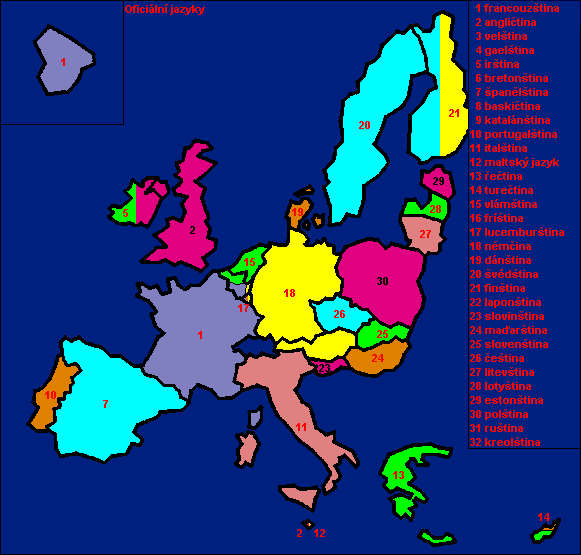 Oficiální jazyky
1 francouzština
2 angličtina
3 velština
4 gaelština
5 irština
6 bretonština
7 španělština
8 baskičtina
9 katalánština
10 portugalština
11 italština
12 maltský jazyk
13 řečtina
14 turečtina
15 vlámština
16 fríština
17 lucemburština
18 němčina
19 dánština
20 švédština
21 finština
22 laponština
23 slovinština
24 maďarština
25 slovenština
26 čeština
27 litevština
28 lotyština
29 estonština
30 polština
31 ruština
32 kreolština
1
20
21
29
28
27
19
5
2
15
30
18
17
26
1
25
24
23
10
7
11
13
2 12
14